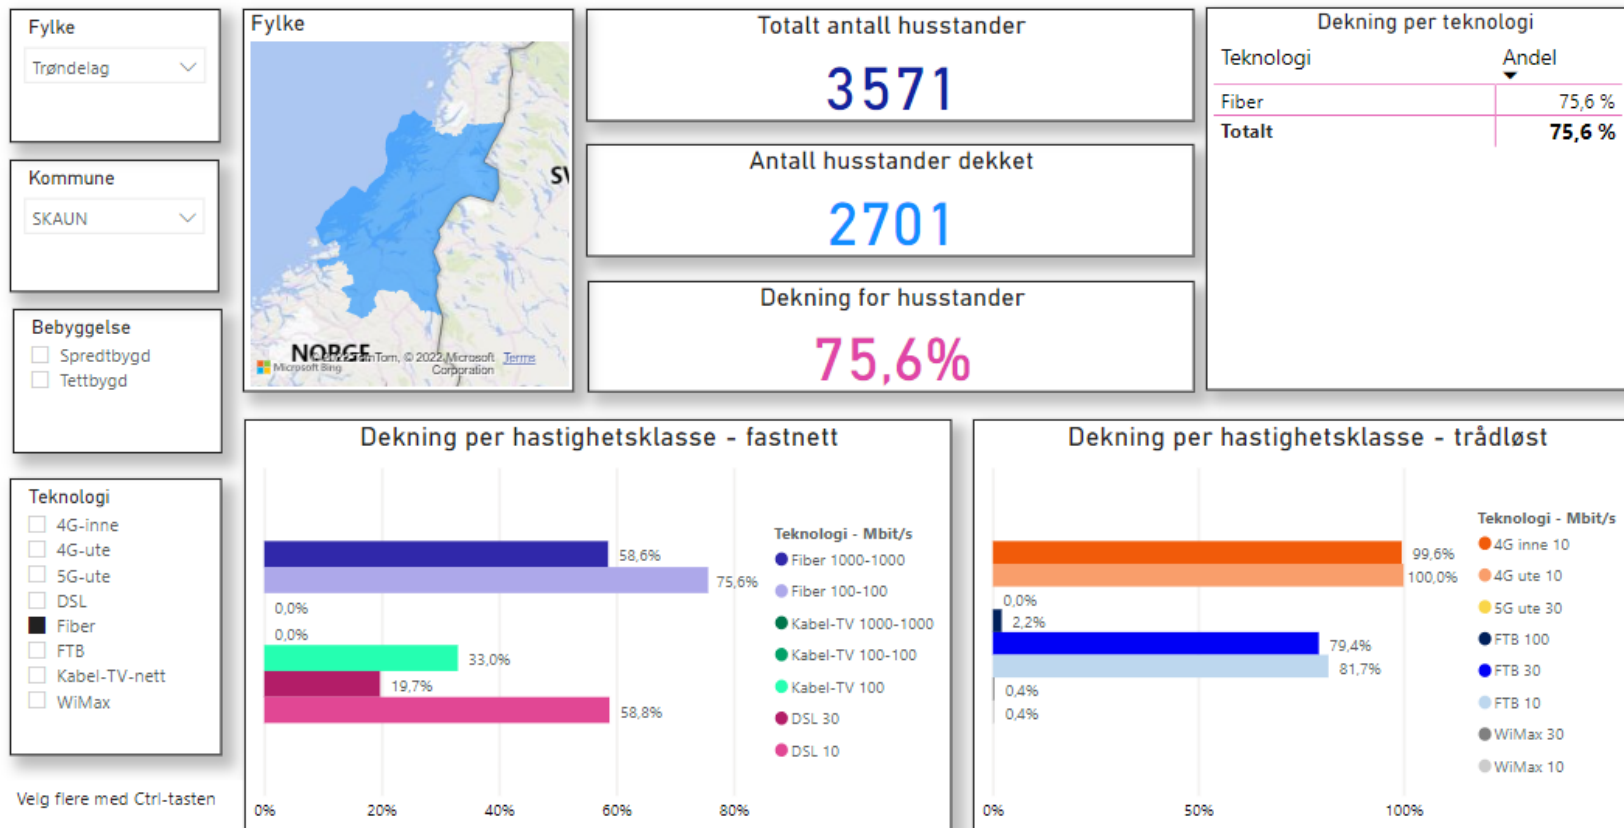 Fylke
Trøndelag
Kommune
SKAUN
Bebyggelse
Spredtbygd
Tettbygd
Teknologi
4G-inne
4G-ute
5G-ute
DSL
Fiber
FTB
Kabel-TV-nett
WiMax
Velg flere med Ctrl-tasten
Fylke
NORGE
TomTom, © 2022 Microsoft Corporation
Terms
Microsoft Bing
Totalt antall husstander
3571
Antall husstander dekket
2701
Dekning for husstander
75,6%
Dekning per teknologi
Teknologi Andel
Fiber 75,6 %
Totalt 75,6 %
Dekning per hastighetsklasse - fastnett
58,6%
75,6%
0,0%
0,0%
33,0%
19,7%
58,8%
0% 20% 40% 60% 80%
Teknologi - Mbit/s
Fiber 1000-1000
Fiber 100-100
Kabel-TV 1000-1000
Kabel-TV 100-100
Kabel-TV 100
DSL 30
DSL 10
Dekning per hastighetsklasse - trådløst
99,6%
100,0%
0,0%
2,2%
79,4%
81,7%
0,4%
0,4%
0% 50% 100%
Teknologi - Mbit/s
4G inne 10
4G ute 10
5G ute 30
FTB 100
FTB 30
FTB 10
WiMax 30
WiMax 10